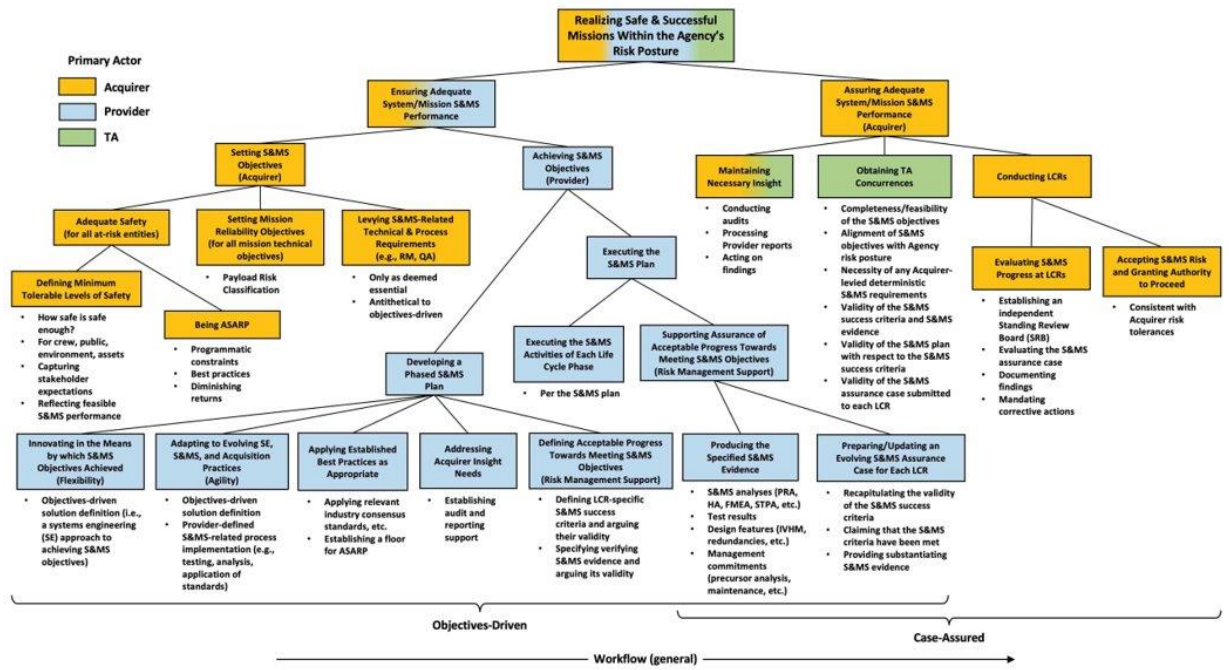 Realizing Safe & Successful
Missions Within the Agency's
Risk Posture
Primary Actor
Acquirer
Provider
TA
Ensuring Adequate
System/Mission S&MS
Performance
Assuring Adequate
System/Mission S&MS
Performance
(Acquirer)
Setting S&MS
Objectives
(Acquirer)
Achieving S&MS
Objectives
(Provider)
Maintaining
Necessary Insight
• Conducting
audits
• Processing
Provider reports
• Acting on
findings
Obtaining TA
Concurrences
• Completeness/feasibility
of the S&MS objectives
• Alignment of S&MS
objectives with Agency
risk posture
• Necessity of any Acquirer-
levied deterministic
S&MS requirements
• Validity of the S&MS
success criteria and S&MS
evidence
• Validity of the S&MS plan
with respect to the S&MS
success criteria
• Validity of the S&MS
assurance case submitted
to each LCR
Conducting LCRs
Adequate Safety
(for all at-risk entities)
Setting Mission
Reliability Objectives
(for all mission technical
objectives)
• Payload Risk
Classification
Levying S&MS-Related
Technical & Process
Requirements
(e.g., RM, QA)
• Only as deemed
essential
• Antithetical to
objectives-driven
Executing the
S&MS Plan
Evaluating S&MS
Progress at LCRs
• Establishing an
independent
Standing Review
Board (SRB)
• Evaluating the S&MS
assurance case
• Documenting
findings
• Mandating
corrective actions
Accepting S&MS Risk
and Granting Authority
to Proceed
• Consistent with
Acquirer risk
tolerances
Defining Minimum
Tolerable Levels of Safety
• How safe is safe
enough?
• For crew, public,
environment, assets
• Capturing
stakeholder
expectations
• Reflecting feasible
S&MS performance
Being ASARP
• Programmatic
constraints
• Best practices
• Diminishing
returns
Developing a
Phased S&MS
Plan
Executing the S&MS
Activities of Each Life
Cycle Phase
• Per the S&MS plan
Supporting Assurance of
Acceptable Progress Towards
Meeting S&MS Objectives
(Risk Management Support)
Innovating in the Means
by which S&MS
Objectives Achieved
(Flexibility)
• Objectives-driven
solution definition (i.e.,
a systems engineering
(SE) approach to
achieving S&MS
objectives)
Adapting to Evolving SE,
S&MS, and Acquisition
Practices
(Agility)
• Objectives-driven
solution definition
• Provider-defined
S&MS-related process
implementation (e.g.,
testing, analysis,
application of
standards)
Applying Established
Best Practices as
Appropriate
• Applying relevant
industry consensus
standards, etc.
• Establishing a floor
for ASARP
Addressing
Acquirer Insight
Needs
• Establishing
audit and
reporting
support
Defining Acceptable Progress
Towards Meeting S&MS
Objectives
(Risk Management Support)
• Defining LCR-specific
S&MS success
criteria and arguing
their validity
• Specifying verifying
S&MS evidence and
arguing its validity
Producing the
Specified S&MS
Evidence
• S&MS analyses (PRA,
HA, FMEA, STPA, etc.)
• Test results
• Design features (IVHM,
redundancies, etc.)
• Management
commitments
(precursor analysis,
maintenance, etc.)
Preparing/Updating an
Evolving S&MS Assurance
Case for Each LCR
• Recapitulating the validity
of the S&MS success
criteria
• Claiming that the S&MS
criteria have been met
• Providing substantiating
S&MS evidence
Objectives-Driven
Case-Assured
Workflow (general)